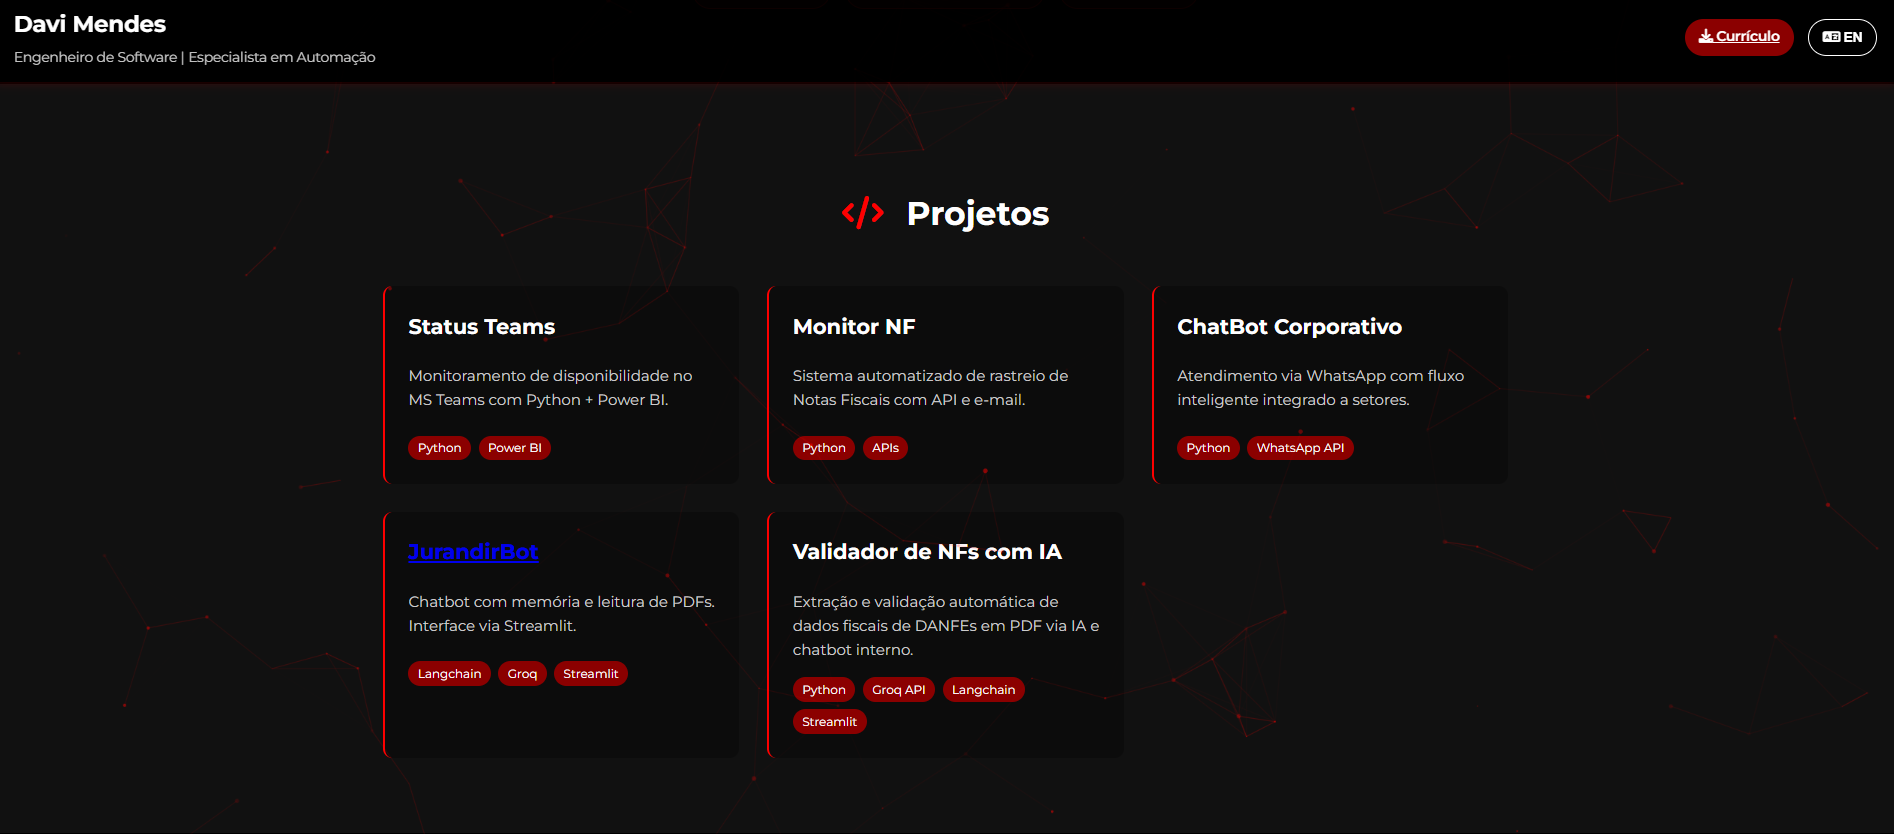 Davi Mendes
Engenheiro de Software | Especialista em Automação
Currículo
EN
</> Projetos
Status Teams
Monitoramento de disponibilidade no
MS Teams com Python + Power BI.
Python
Power BI
Monitor NF
Sistema automatizado de rastreio de
Notas Fiscais com API e e-mail.
Python
APIs
ChatBot Corporativo
Atendimento via WhatsApp com fluxo
inteligente integrado a setores.
Python
WhatsApp API
JurandirBot
Chatbot com memória e leitura de PDFs.
Interface via Streamlit.
Langchain
Groq
Streamlit
Validador de NFs com IA
Extração e validação automática de
dados fiscais de DANFEs em PDF via IA e
chatbot interno.
Python
Groq API
Langchain
Streamlit